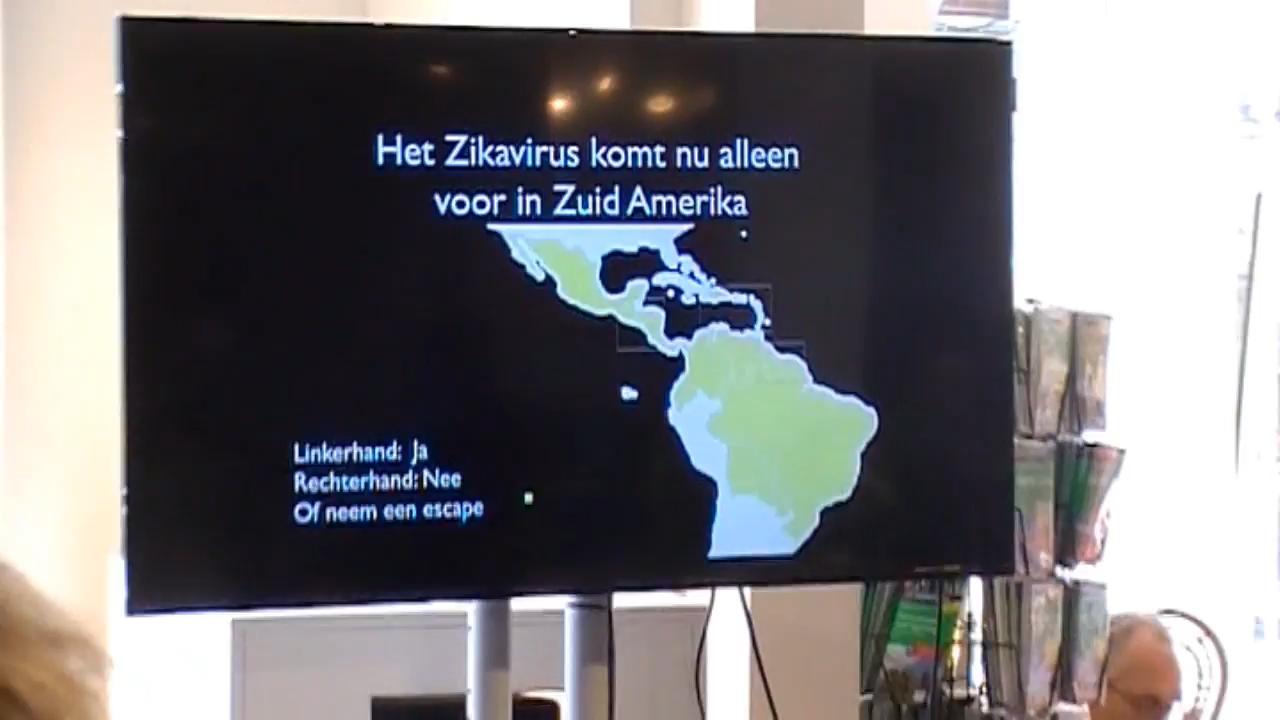 Het Zikavirus komt nu alleen
voor in Zuid Amerika
Linkerhand: Ja
Rechterhand: Nee
Of neem een escape